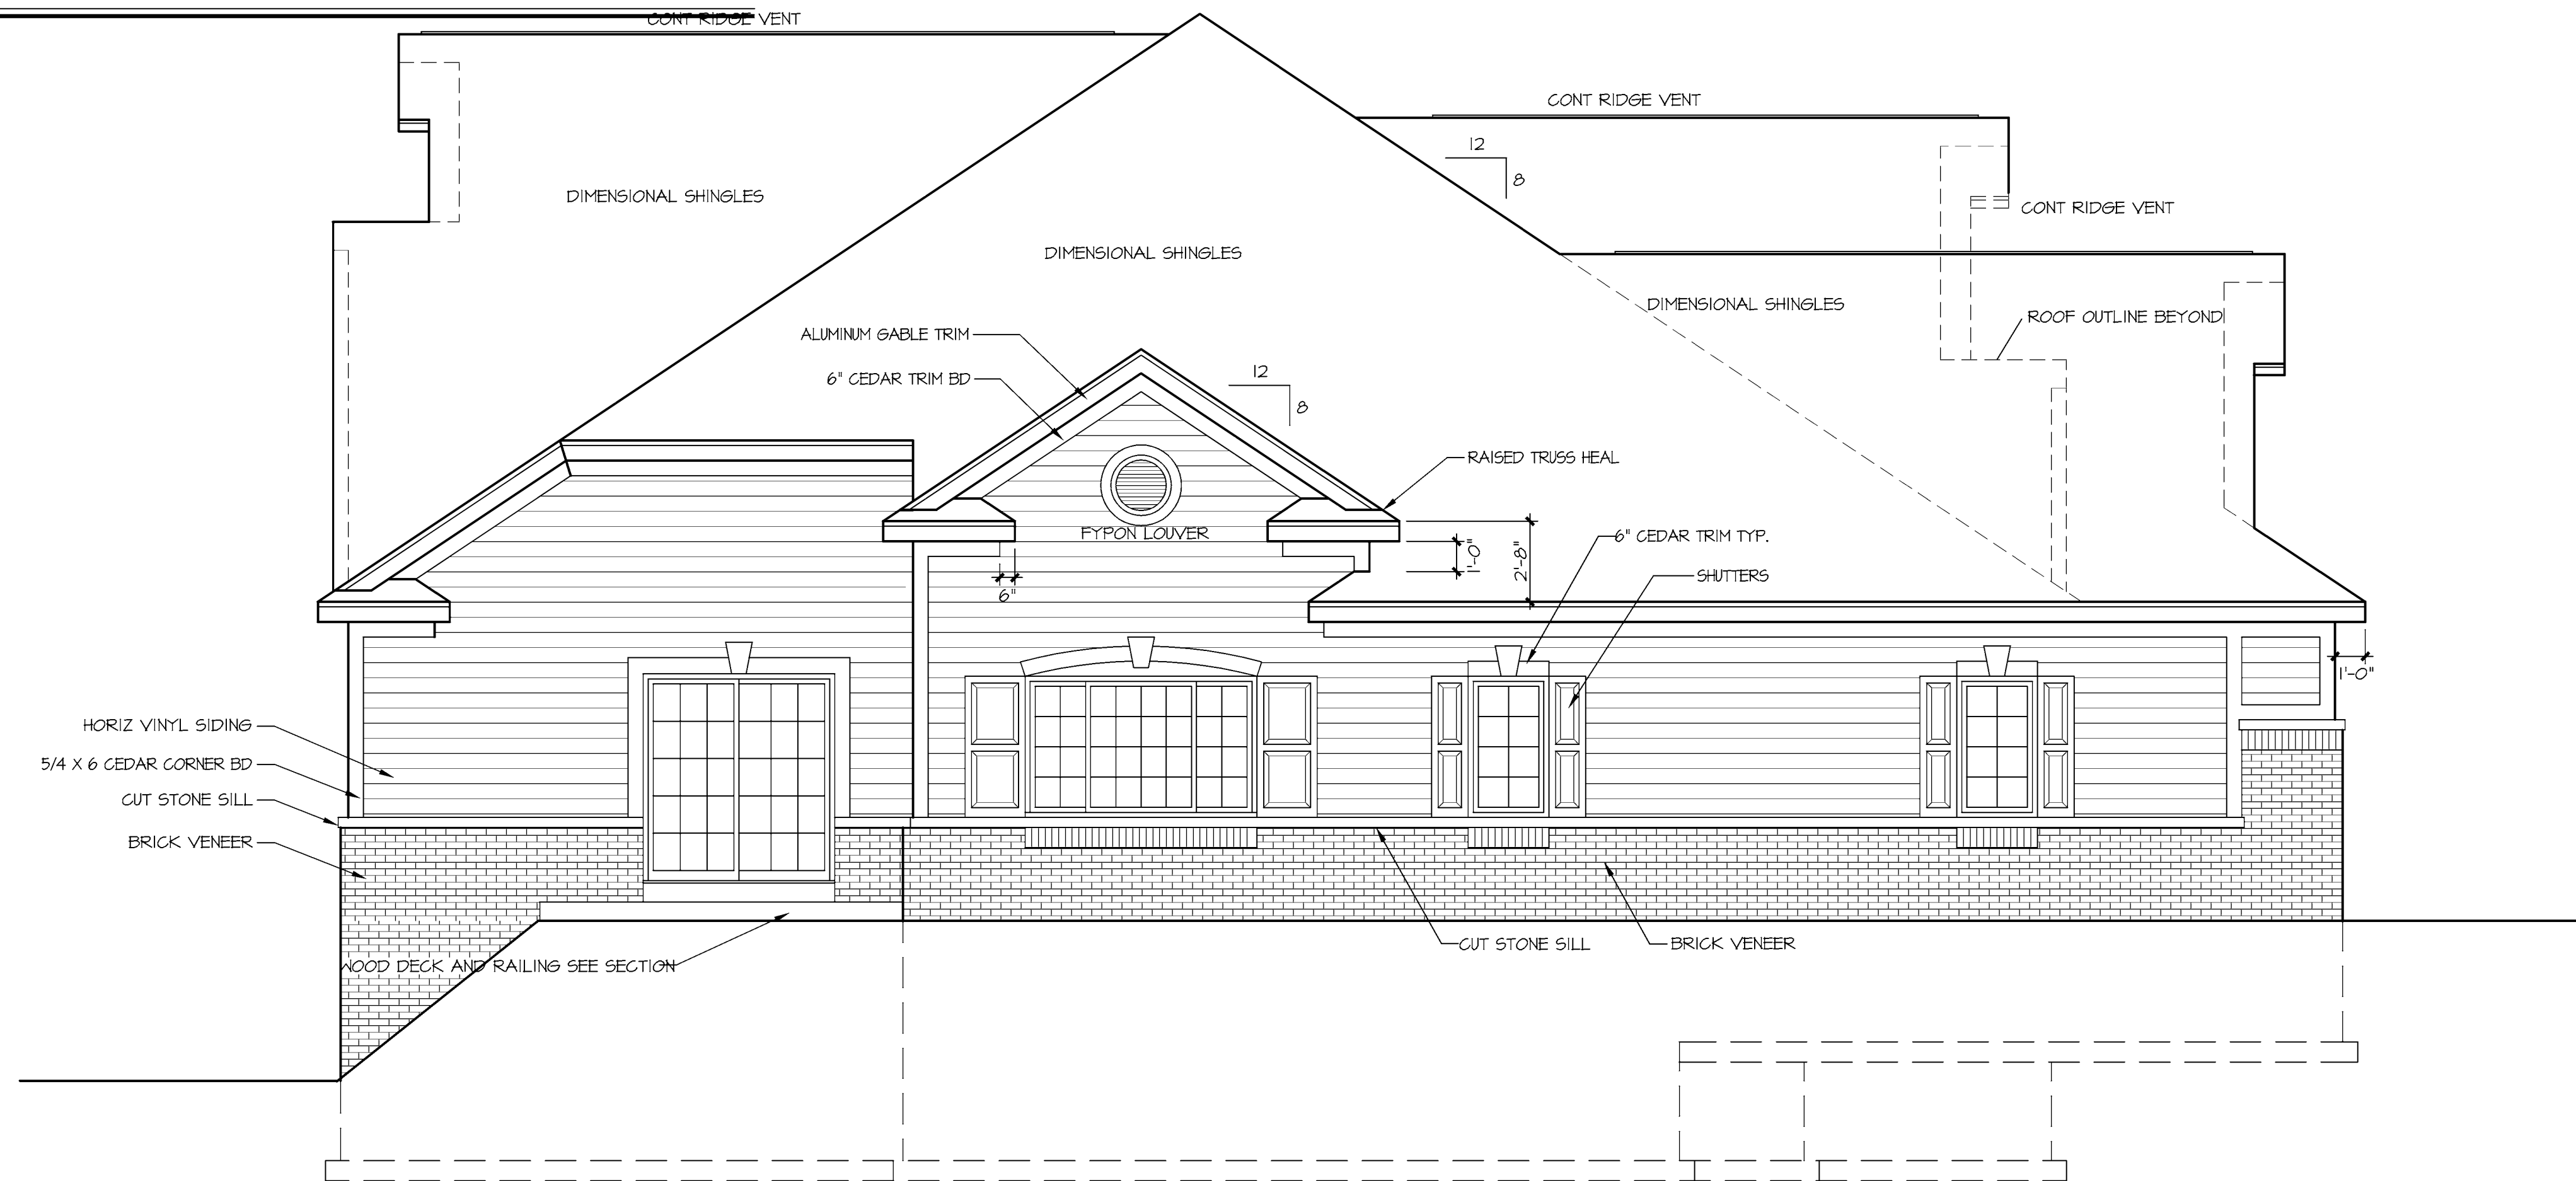 CONT RIDGE VENT
CONT RIDGE VENT
12
8
DIMENSIONAL SHINGLES
CONT RIDGE VENT
DIMENSIONAL SHINGLES
DIMENSIONAL SHINGLES
ROOF OUTLINE BEYOND
ALUMINUM GABLE TRIM
6" CEDAR TRIM BD
12
8
RAISED TRUSS HEAL
FYPON LOUVER
6" CEDAR TRIM TYP.
1'-0"
2'-8"
SHUTTERS
6"
1'-0"
HORIZ VINYL SIDING
5/4 X 6 CEDAR CORNER BD
CUT STONE SILL
BRICK VENEER
CUT STONE SILL
BRICK VENEER
WOOD DECK AND RAILING SEE SECTION